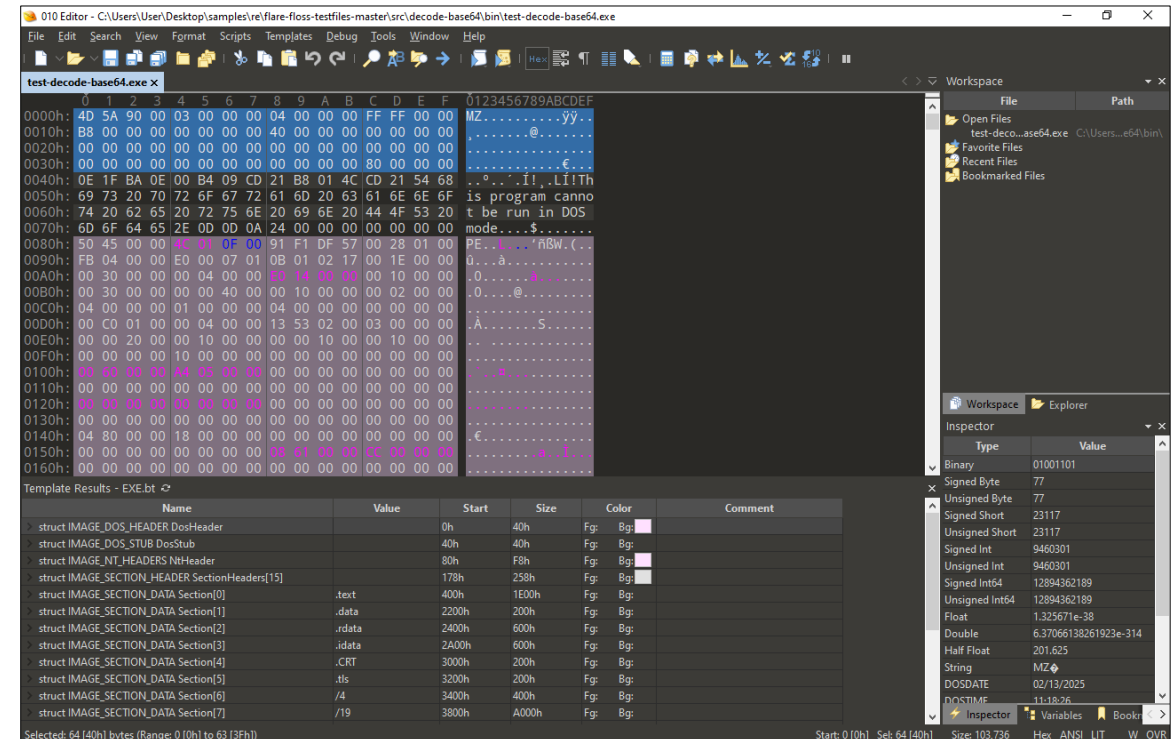 010 Editor - C:\Users\User\Desktop\samples\re\flare-floss-testfiles-master\src\decode-base64\bin\test-decode-base64.exe
File Edit Search View Format Scripts Templates Debug Tools Window Help
test-decode-base64.exe
Workspace
0 1 2 3 4 5 6 7 8 9 A B C D E F 0123456789ABCDEF
0000h: 4D 5A 90 00 03 00 00 00 04 00 00 00 FF FF 00 00 MZ..........ÿÿ..
0010h: B8 00 00 00 00 00 00 00 40 00 00 00 00 00 00 00 ¸.......@.......
0020h: 00 00 00 00 00 00 00 00 00 00 00 00 00 00 00 00 ................
0030h: 00 00 00 00 00 00 00 00 00 00 00 00 80 00 00 00 ............€...
0040h: 0E 1F BA 0E 00 B4 09 CD 21 B8 01 4C CD 21 54 68 ..º..´.Í!¸.LÍ!Th
0050h: 69 73 20 70 72 6F 67 72 61 6D 20 63 61 6E 6E 6F is program canno
0060h: 74 20 62 65 20 72 75 6E 20 69 6E 20 44 4F 53 20 t be run in DOS
0070h: 6D 6F 64 65 2E 0D 0D 0A 24 00 00 00 00 00 00 00 mode....$.......
0080h: 50 45 00 00 4C 01 0F 00 91 F1 DF 57 00 28 01 00 PE..L...‘ñßW.(..
0090h: FB 04 00 00 E0 00 07 01 0B 01 02 17 00 1E 00 00 û...à...........
00A0h: 00 30 00 00 00 04 00 00 E0 14 00 00 00 10 00 00 .0......à.......
00B0h: 00 30 00 00 00 00 40 00 00 10 00 00 00 02 00 00 .0....@.........
00C0h: 04 00 00 00 01 00 00 00 04 00 00 00 00 00 00 00 ................
00D0h: 00 C0 01 00 00 04 00 00 13 53 02 00 03 00 00 00 .À.......S......
00E0h: 00 00 20 00 00 10 00 00 00 00 10 00 00 10 00 00 .. .............
00F0h: 00 00 00 00 10 00 00 00 00 00 00 00 00 00 00 00 ................
0100h: 00 60 00 00 A4 05 00 00 00 00 00 00 00 00 00 00 .`..¤...........
0110h: 00 00 00 00 00 00 00 00 00 00 00 00 00 00 00 00 ................
0120h: 00 00 00 00 00 00 00 00 00 00 00 00 00 00 00 00 ................
0130h: 00 00 00 00 00 00 00 00 00 00 00 00 00 00 00 00 ................
0140h: 04 80 00 00 18 00 00 00 00 00 00 00 00 00 00 00 .€..............
0150h: 00 00 00 00 00 00 00 00
0160h: 00 00 00 00 00 00 00 00 00 00 00 00 00 00 00 00 ................
File Path
Open Files
test-deco...ase64.exe C:\Users...e64\bin\
Favorite Files
Recent Files
Bookmarked Files
Workspace Explorer
Inspector
Type Value
Binary 01001101
Signed Byte 77
Unsigned Byte 77
Signed Short 23117
Unsigned Short 23117
Signed Int 9460301
Unsigned Int 9460301
Signed Int64 12894362189
Unsigned Int64 12894362189
Float 1.325671e-38
Double 6.37066138261923e-314
Half Float 201.625
String MZ�
DOSDATE 02/13/2025
DOSTIME 11:18:26
Inspector Variables Bookn
Template Results - EXE.bt
Name Value Start Size Color Comment
struct IMAGE_DOS_HEADER DosHeader 0h 40h Fg: Bg:
struct IMAGE_DOS_STUB DosStub 40h 40h Fg: Bg:
struct IMAGE_NT_HEADERS NtHeader 80h F8h Fg: Bg:
struct IMAGE_SECTION_HEADER SectionHeaders[15] 178h 258h Fg: Bg:
struct IMAGE_SECTION_DATA Section[0] .text 400h 1E00h Fg: Bg:
struct IMAGE_SECTION_DATA Section[1] .data 2200h 200h Fg: Bg:
struct IMAGE_SECTION_DATA Section[2] .rdata 2400h 600h Fg: Bg:
struct IMAGE_SECTION_DATA Section[3] .idata 2A00h 600h Fg: Bg:
struct IMAGE_SECTION_DATA Section[4] .CRT 3000h 200h Fg: Bg:
struct IMAGE_SECTION_DATA Section[5] .tls 3200h 200h Fg: Bg:
struct IMAGE_SECTION_DATA Section[6] /4 3400h 400h Fg: Bg:
struct IMAGE_SECTION_DATA Section[7] /19 3800h A000h Fg: Bg:
Selected: 64 [40h] bytes (Range: 0 [0h] to 63 [3Fh]) Start: 0 [0h] Sel: 64 [40h] Size: 103,736 Hex ANSI LIT W OVR